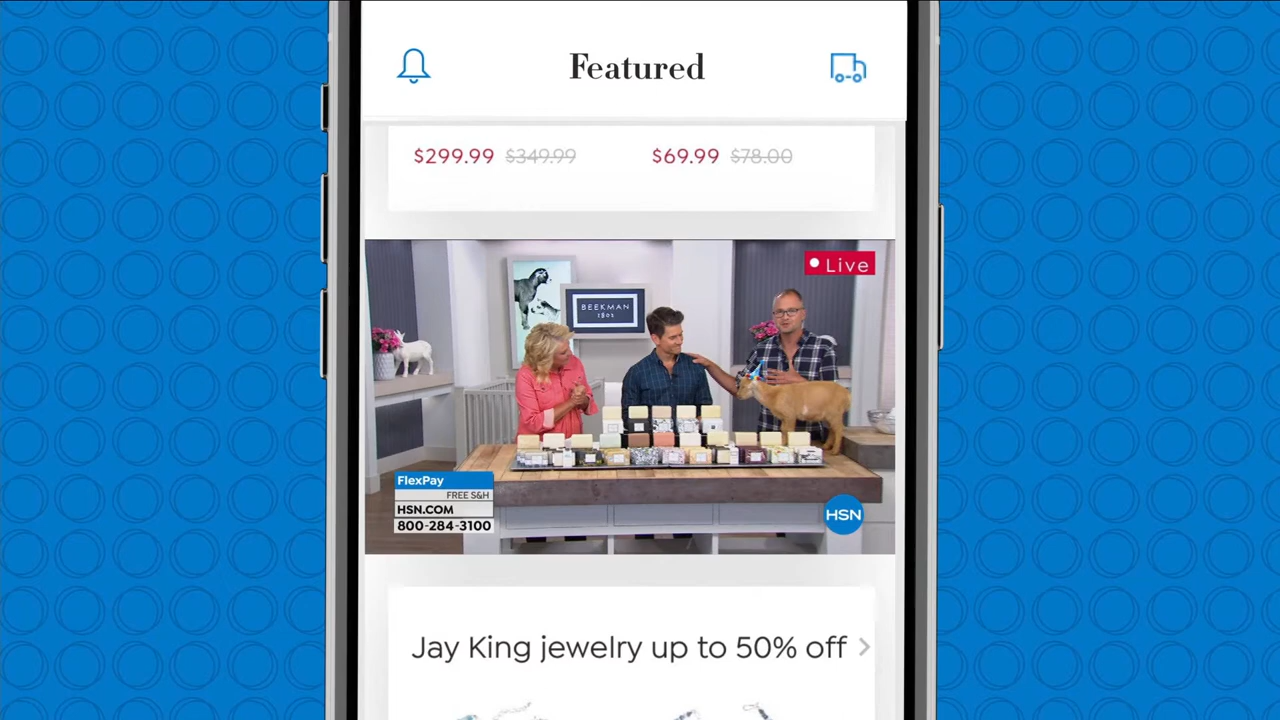 Featured
$299.99 $349.99 $69.99 $78.00
Live
BEEKMAN
1802
FlexPay
FREE S&H
HSN.COM
800-284-3100
HSN
Jay King jewelry up to 50% off